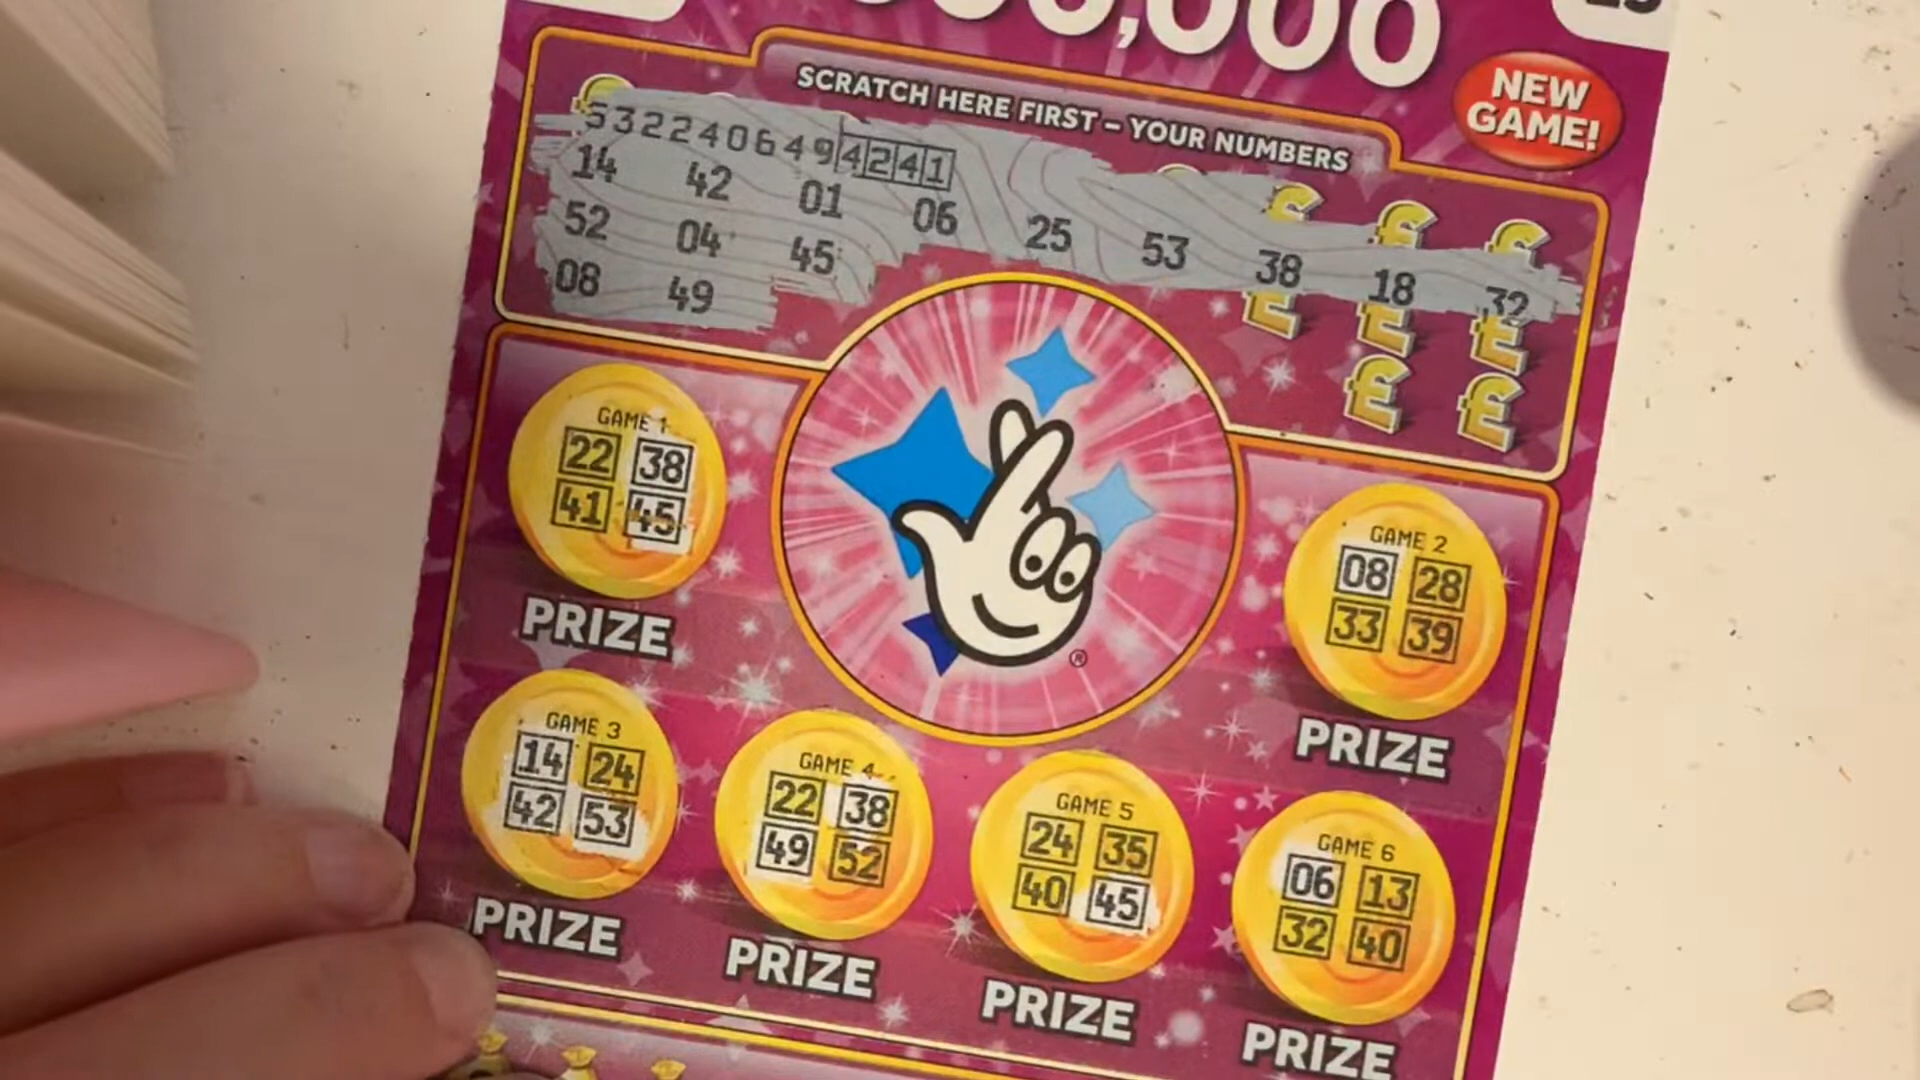 000
SCRATCH HERE FIRST – YOUR NUMBERS
NEW
GAME!
5322406494241
14 42 01 06 25 53 38 18 32
52 04 45
08 49
GAME 1
22 38
41 45
PRIZE
GAME 2
08 28
33 39
PRIZE
GAME 3
14 24
42 53
PRIZE
GAME 4
22 38
49 52
PRIZE
GAME 5
24 35
40 45
PRIZE
GAME 6
06 13
32 40
PRIZE
®